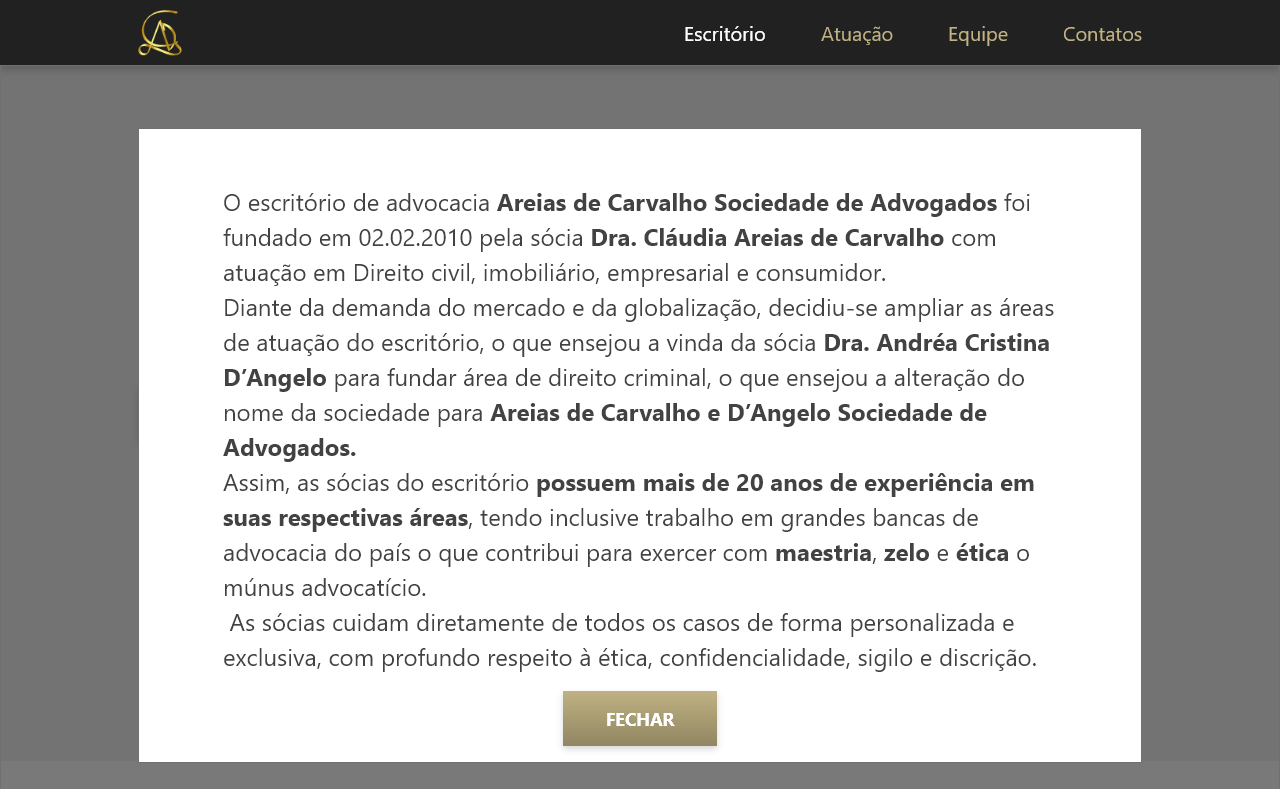 Escritório Atuação Equipe Contatos
O escritório de advocacia Areias de Carvalho Sociedade de Advogados foi
fundado em 02.02.2010 pela sócia Dra. Cláudia Areias de Carvalho com
atuação em Direito civil, imobiliário, empresarial e consumidor.
Diante da demanda do mercado e da globalização, decidiu-se ampliar as áreas
de atuação do escritório, o que ensejou a vinda da sócia Dra. Andréa Cristina
D’Angelo para fundar área de direito criminal, o que ensejou a alteração do
nome da sociedade para Areias de Carvalho e D’Angelo Sociedade de
Advogados.
Assim, as sócias do escritório possuem mais de 20 anos de experiência em
suas respectivas áreas, tendo inclusive trabalho em grandes bancas de
advocacia do país o que contribui para exercer com maestria, zelo e ética o
múnus advocatício.
As sócias cuidam diretamente de todos os casos de forma personalizada e
exclusiva, com profundo respeito à ética, confidencialidade, sigilo e discrição.
FECHAR